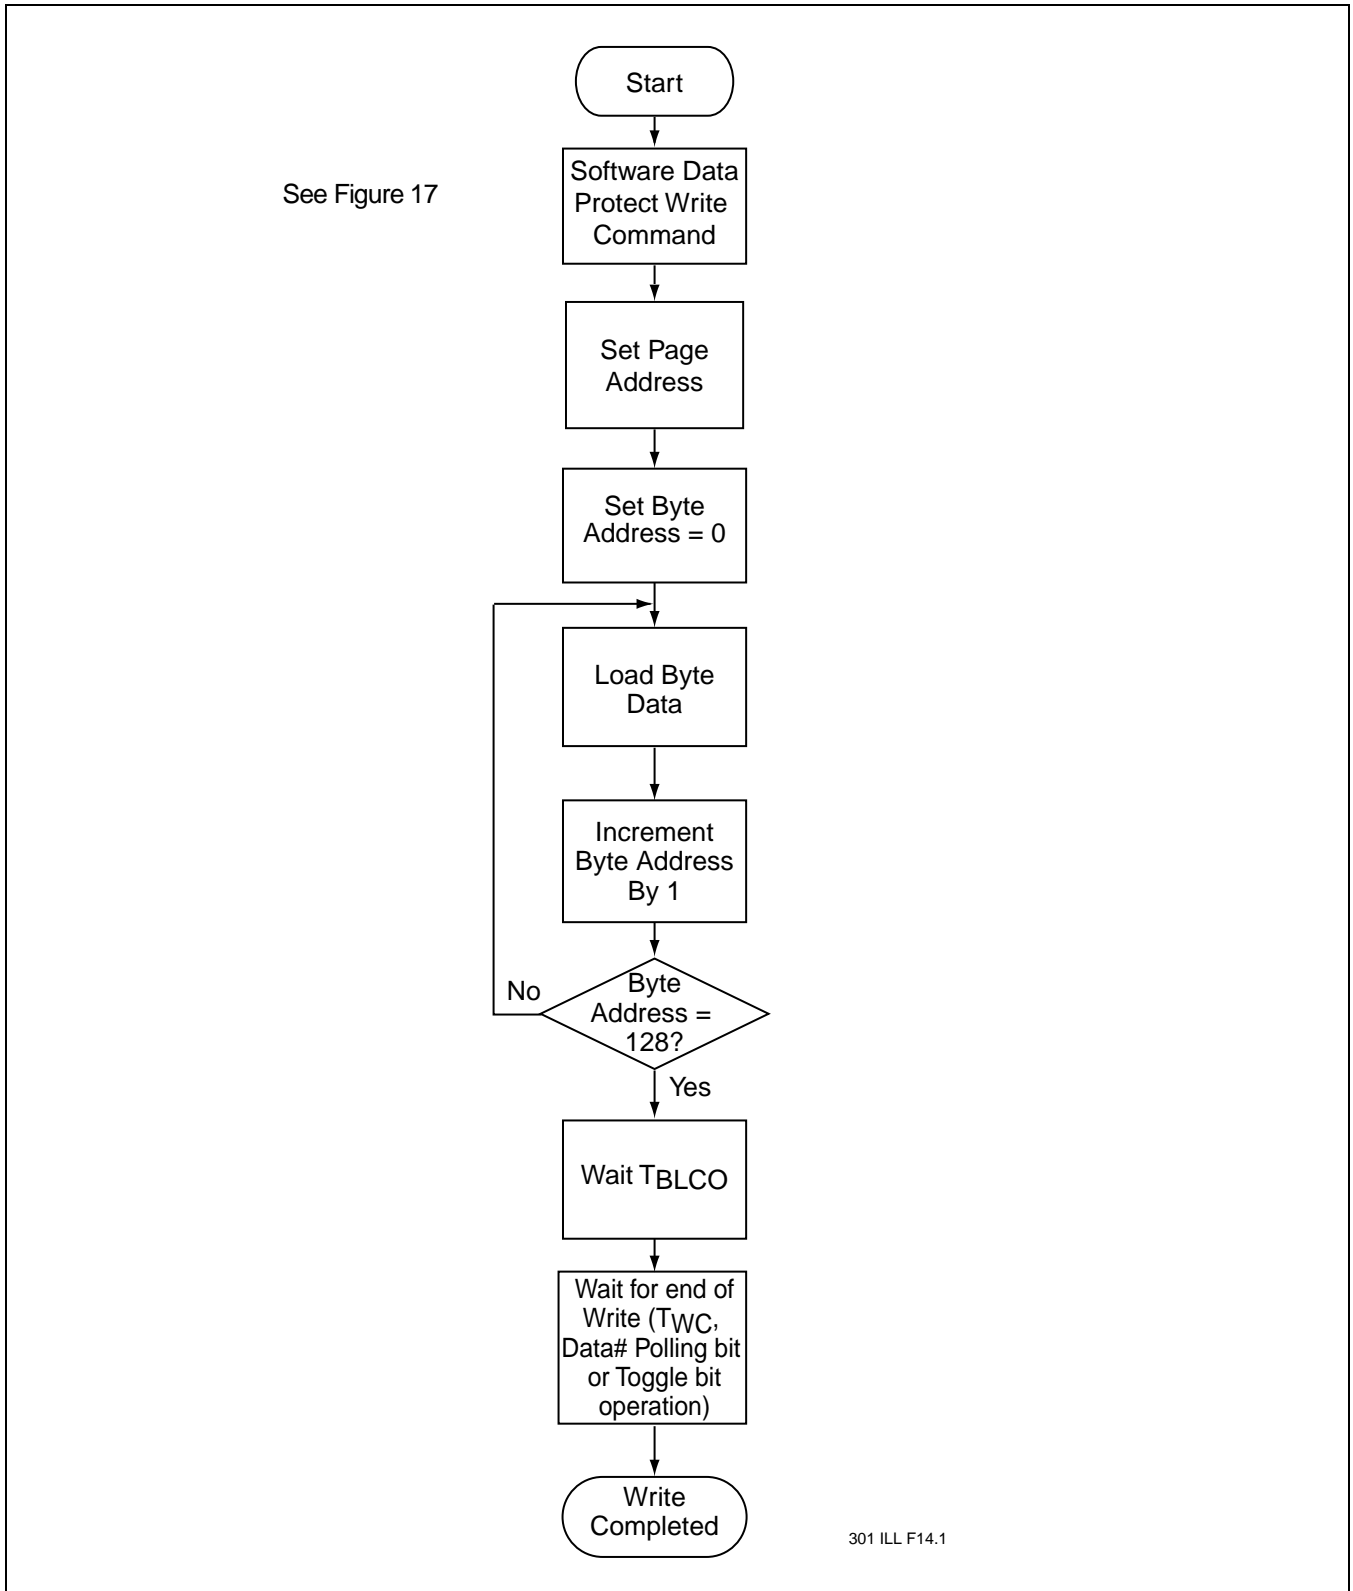 Start
See Figure 17
Software Data
Protect Write
Command
Set Page
Address
Set Byte
Address = 0
Load Byte
Data
Increment
Byte Address
By 1
Byte
Address =
128?
No
Yes
Wait TBLCO
Wait for end of
Write (TWC,
Data# Polling bit
or Toggle bit
operation)
Write
Completed
301 ILL F14.1